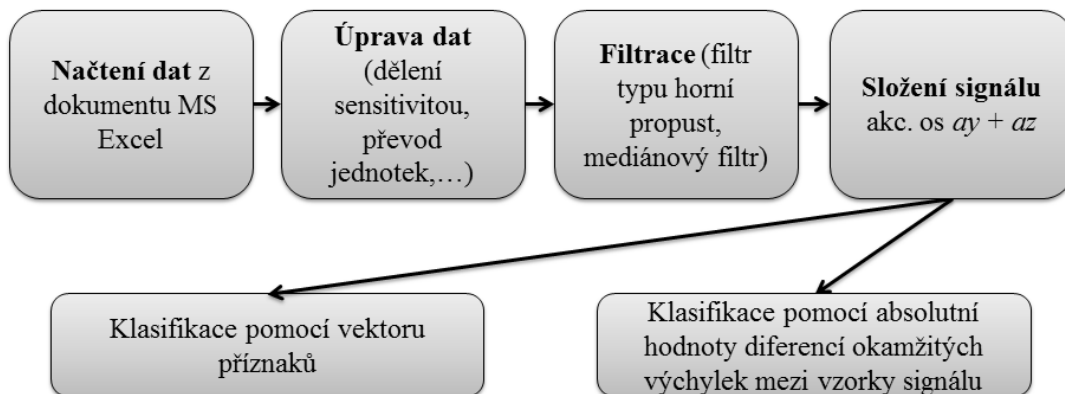 Načtení dat z
dokumentu MS
Excel
Úprava dat
(dělení
sensitivitou,
převod
jednotek,…)
Filtrace (filtr
typu horní
propust,
mediánový filtr)
Složení signálu
akc. os ay + az
Klasifikace pomocí vektoru
příznaků
Klasifikace pomocí absolutní
hodnoty diferencí okamžitých
výchylek mezi vzorky signálu